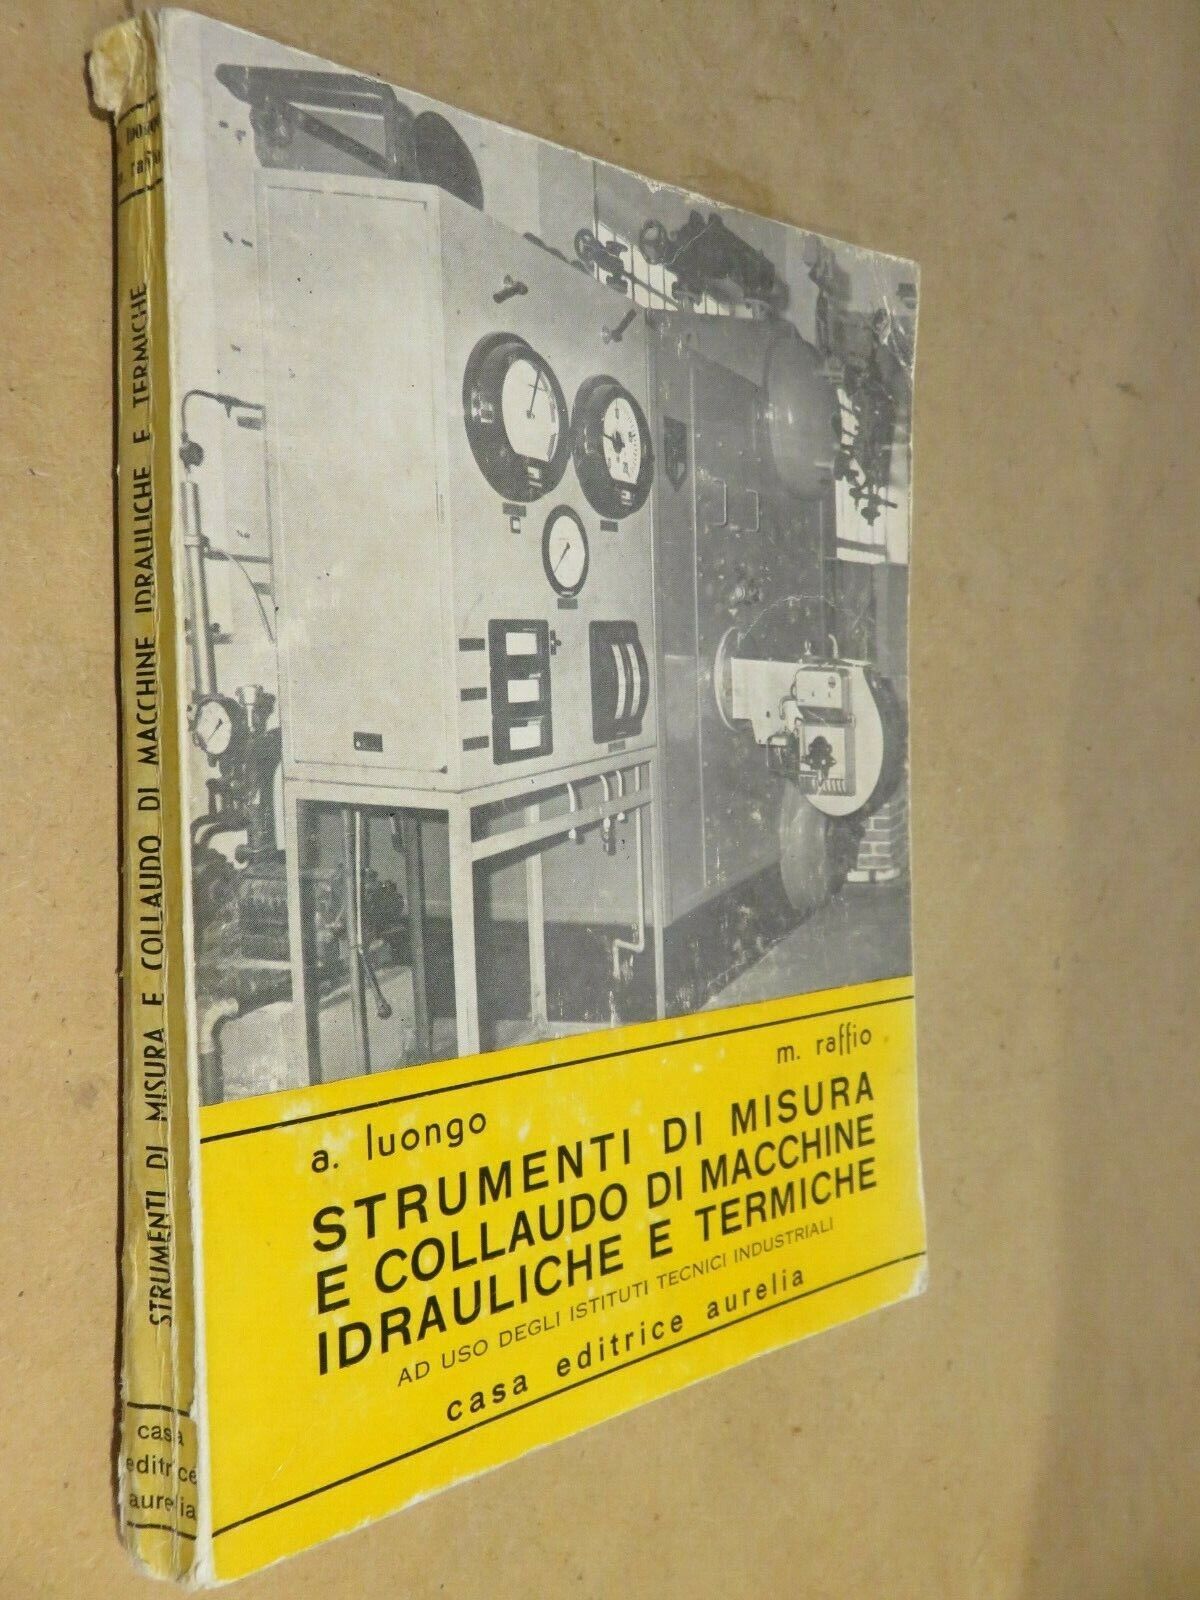 raffio
STRUMENTI DI MISURA E COLLAUDO DI MACCHINE IDRAULICHE E TERMICHE
casa
editrice
aurelia
a. luongo
m. raffio
STRUMENTI DI MISURA
E COLLAUDO DI MACCHINE
IDRAULICHE E TERMICHE
AD USO DEGLI ISTITUTI TECNICI INDUSTRIALI
casa editrice aurelia